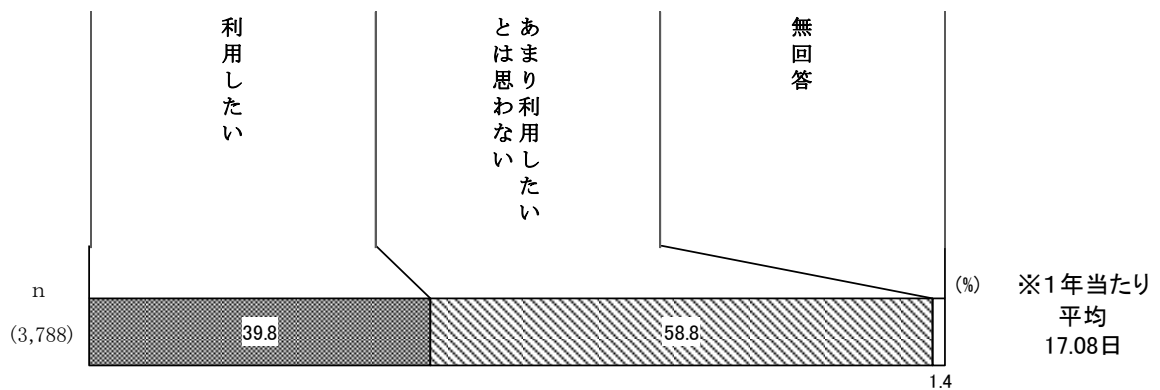 利用したい
あまり利用したい
とは思わない
無回答
n
(3,788)
39.8
58.8
1.4
(%)
※1年当たり
平均
17.08日